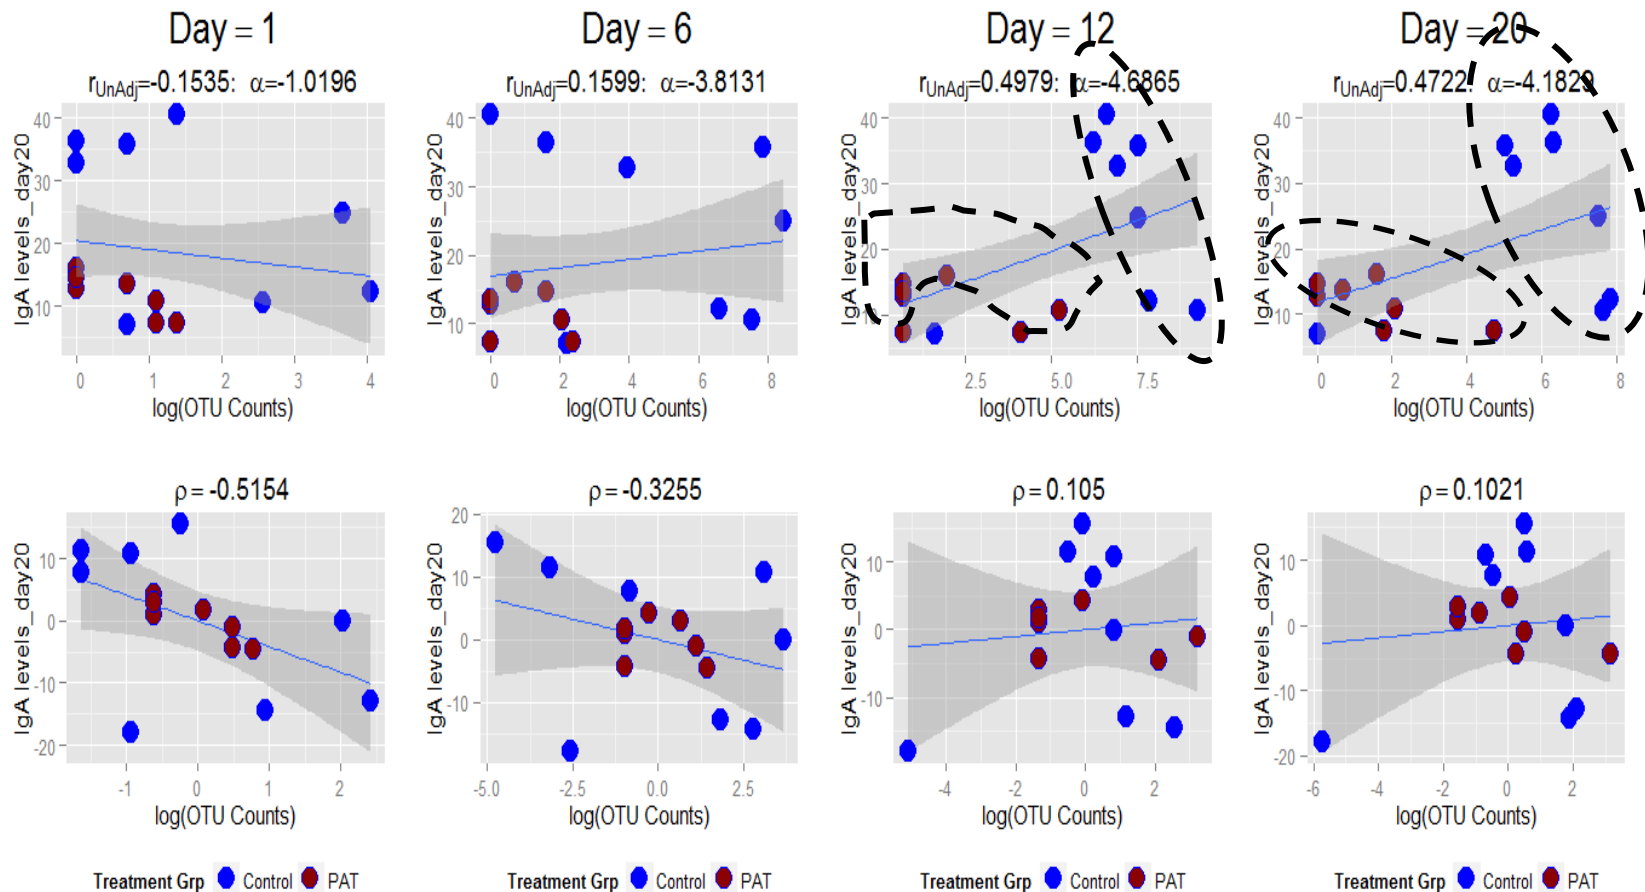 Day = 1
r_UnAdj=-0.1535: α=-1.0196
IgA levels_day20
40
30
20
10
0 1 2 3 4
log(OTU Counts)
Day = 6
r_UnAdj=0.1599: α=-3.8131
IgA levels_day20
40
30
20
10
0 2 4 6 8
log(OTU Counts)
Day = 12
r_UnAdj=0.4979: α=-4.6865
IgA levels_day20
40
30
20
10
2.5 5.0 7.5
log(OTU Counts)
Day = 20
r_UnAdj=0.4722: α=-4.1829
IgA levels_day20
40
30
20
10
0 2 4 6 8
log(OTU Counts)
ρ = -0.5154
IgA levels_day20
10
0
-10
-20
-1 0 1 2
log(OTU Counts)
Treatment Grp Control PAT
ρ = -0.3255
IgA levels_day20
20
10
0
-10
-5.0 -2.5 0.0 2.5
log(OTU Counts)
Treatment Grp Control PAT
ρ = 0.105
IgA levels_day20
10
0
-10
-4 -2 0 2
log(OTU Counts)
Treatment Grp Control PAT
ρ = 0.1021
IgA levels_day20
10
0
-10
-20
-6 -4 -2 0 2
log(OTU Counts)
Treatment Grp Control PAT